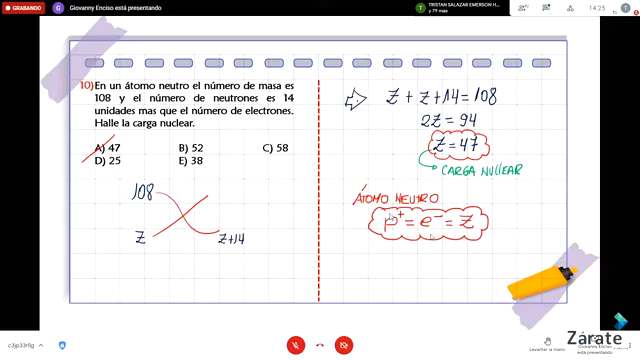 GRABANDO
G
Giovanny Enciso está presentando
T
TRISTAN SALAZAR EMERSON H...
y 79 más
14:25
T
10) En un átomo neutro el número de masa es
108 y el número de neutrones es 14
unidades mas que el número de electrones.
Halle la carga nuclear.
A) 47 B) 52 C) 58
D) 25 E) 38
108
Z
Z+14
Z + Z + 14 = 108
2Z = 94
Z = 47
CARGA NUCLEAR
ÁTOMO NEUTRO
p⁺ = e⁻ = Z
c3jp33rllg
Levantar la mano
Giovanny Enciso
está presentando
Zárate